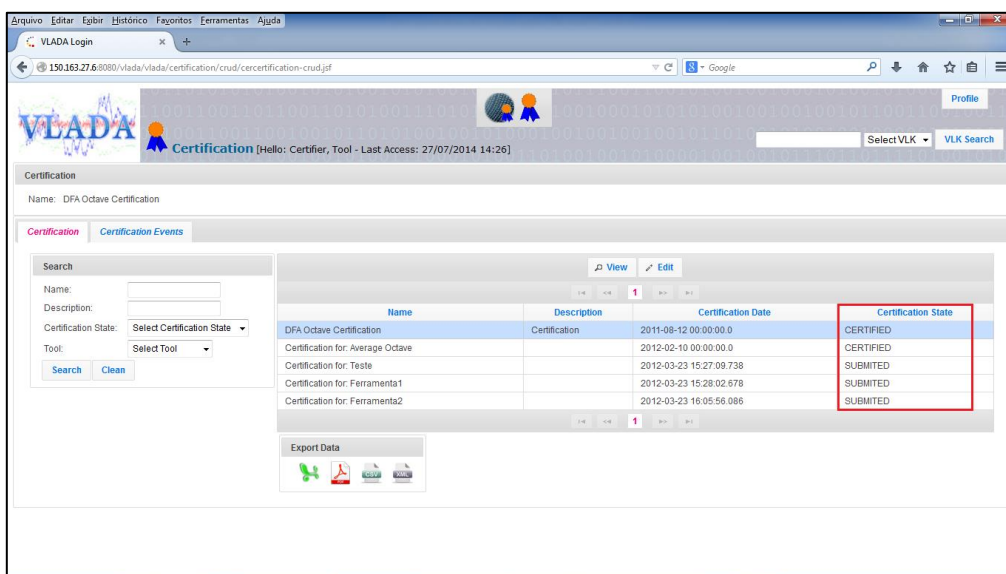 Arquivo Editar Exibir Histórico Favoritos Ferramentas Ajuda
VLADA Login
150.163.27.6:8080/vlada/vlada/certification/crud/cercertification-crud.jsf
8 Google
Profile
VLADA
Certification [Hello: Certifier, Tool - Last Access: 27/07/2014 14:26]
Select VLK VLK Search
Certification
Name: DFA Octave Certification
Certification Certification Events
Search
Name:
Description:
Certification State: Select Certification State
Tool: Select Tool
Search Clean
View Edit
1
Name Description Certification Date Certification State
DFA Octave Certification Certification 2011-08-12 00:00:00.0 CERTIFIED
Certification for: Average Octave 2012-02-10 00:00:00.0 CERTIFIED
Certification for: Teste 2012-03-23 15:27:09.738 SUBMITED
Certification for: Ferramenta1 2012-03-23 15:28:02.678 SUBMITED
Certification for: Ferramenta2 2012-03-23 16:05:56.086 SUBMITED
1
Export Data
CSV XML